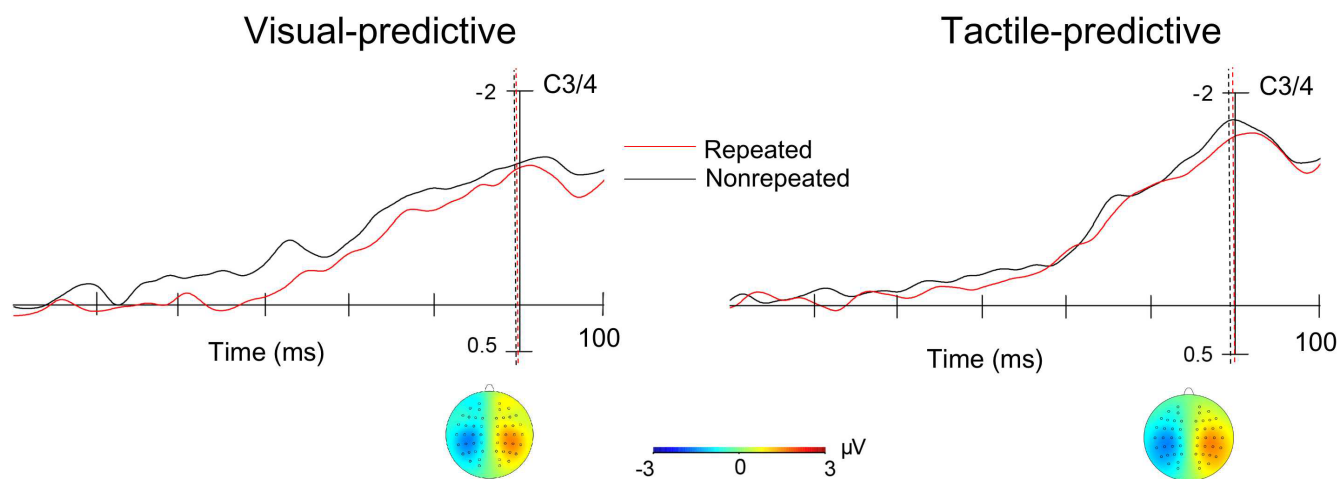 Visual-predictive
Tactile-predictive
-2 C3/4
-2 C3/4
Repeated
Nonrepeated
Time (ms)
0.5
100
Time (ms)
0.5
100
-3 0 3 µV